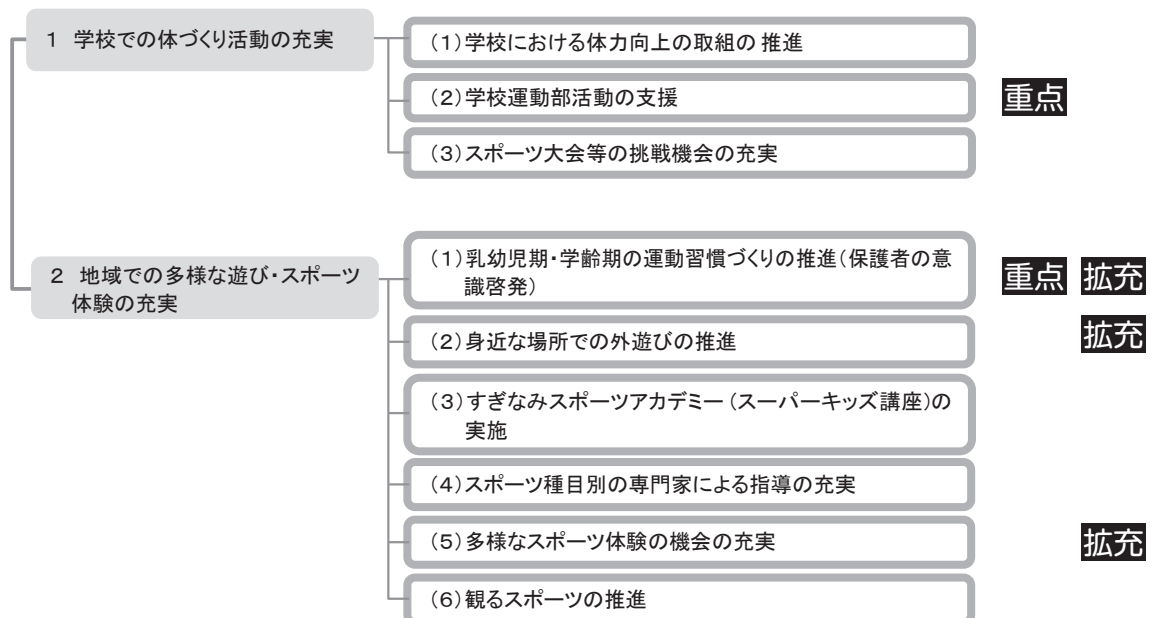 1 学校での体づくり活動の充実
(1)学校における体力向上の取組の 推進
(2)学校運動部活動の支援
重点
(3)スポーツ大会等の挑戦機会の充実
2 地域での多様な遊び・スポーツ
体験の充実
(1)乳幼児期・学齢期の運動習慣づくりの推進(保護者の意
識啓発)
重点 拡充
(2)身近な場所での外遊びの推進
拡充
(3)すぎなみスポーツアカデミー(スーパーキッズ講座)の
実施
(4)スポーツ種目別の専門家による指導の充実
(5)多様なスポーツ体験の機会の充実
拡充
(6)観るスポーツの推進